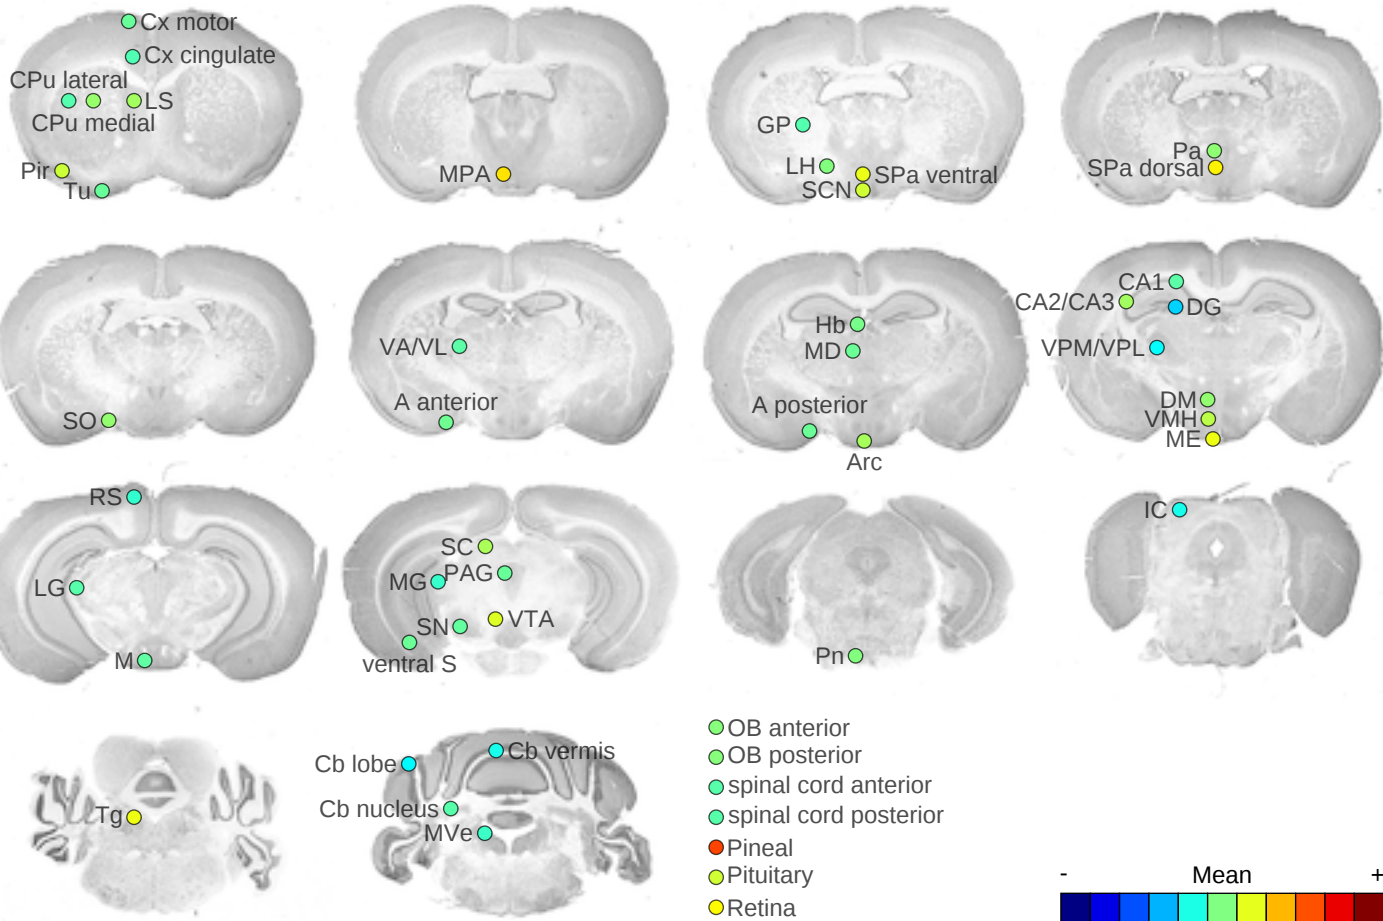 Cx motor
Cx cingulate
CPu lateral
LS
CPu medial
Pir
Tu
MPA
GP
LH
SPa ventral
SCN
Pa
SPa dorsal
SO
VA/VL
A anterior
Hb
MD
A posterior
Arc
CA1
CA2/CA3
DG
VPM/VPL
DM
VMH
ME
RS
LG
M
SC
MG
PAG
SN
VTA
ventral S
Pn
IC
Tg
Cb lobe
Cb vermis
Cb nucleus
MVe
OB anterior
OB posterior
spinal cord anterior
spinal cord posterior
Pineal
Pituitary
Retina
- Mean +